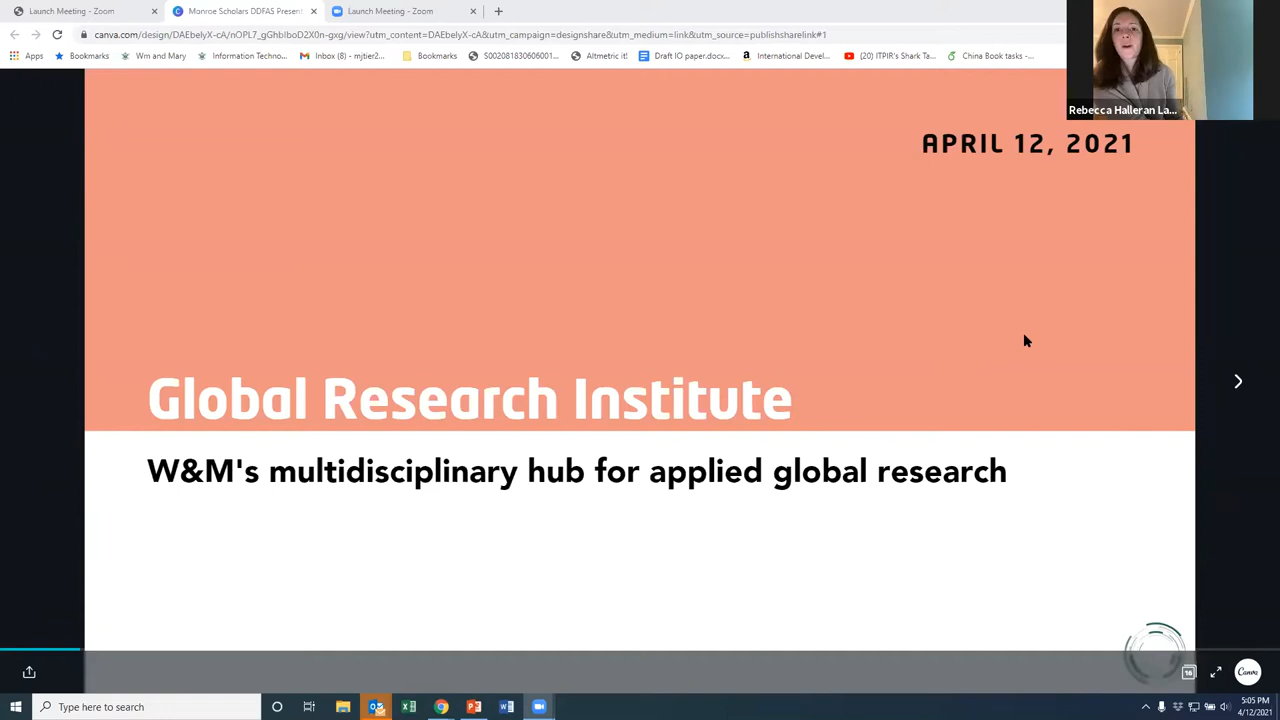 Launch Meeting - Zoom
Monroe Scholars DDFAS Present
Launch Meeting - Zoom
canva.com/design/DAEbelyX-cA/nOPL7_gGhbIboD2X0n-gxg/view?utm_content=DAEbelyX-cA&utm_campaign=designshare&utm_medium=link&utm_source=publishsharelink#1
Apps
Bookmarks
Wm and Mary
Information Techno...
Inbox (8) - mjtier2...
Bookmarks
S0020818306060001...
Altmetric it!
Draft IO paper.docx...
International Devel...
(20) ITPIR's Shark Ta...
China Book tasks - ...
Rebecca Halleran La...
APRIL 12, 2021
Global Research Institute
W&M's multidisciplinary hub for applied global research
16
Canva
Type here to search
5:05 PM
4/12/2021